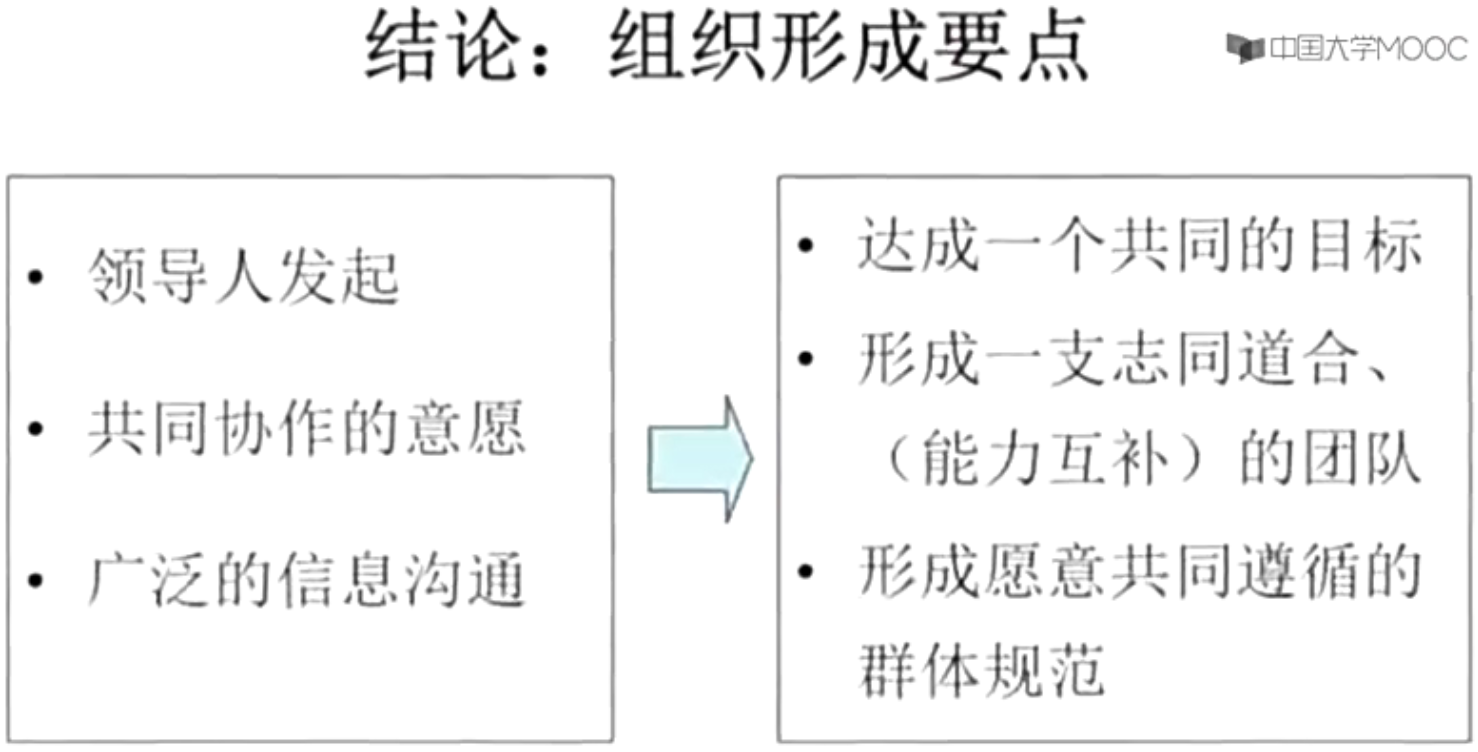 结论：组织形成要点
中国大学MOOC
• 领导人发起
• 共同协作的意愿
• 广泛的信息沟通
• 达成一个共同的目标
• 形成一支志同道合、
（能力互补）的团队
• 形成愿意共同遵循的
群体规范